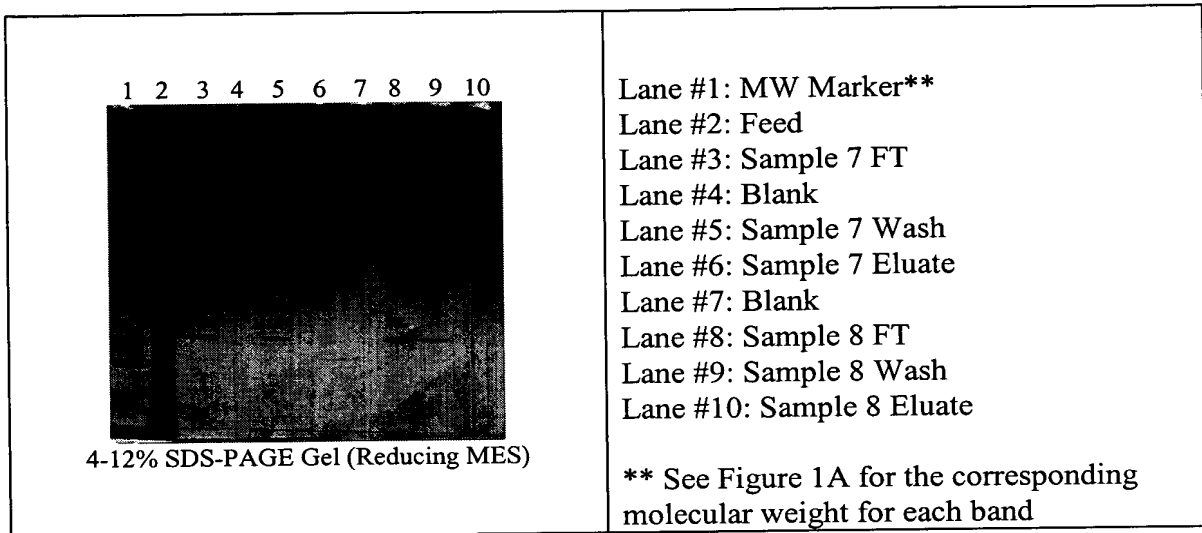 1 2 3 4 5 6 7 8 9 10
4-12% SDS-PAGE Gel (Reducing MES)
Lane #1: MW Marker**
Lane #2: Feed
Lane #3: Sample 7 FT
Lane #4: Blank
Lane #5: Sample 7 Wash
Lane #6: Sample 7 Eluate
Lane #7: Blank
Lane #8: Sample 8 FT
Lane #9: Sample 8 Wash
Lane #10: Sample 8 Eluate
** See Figure 1A for the corresponding
molecular weight for each band